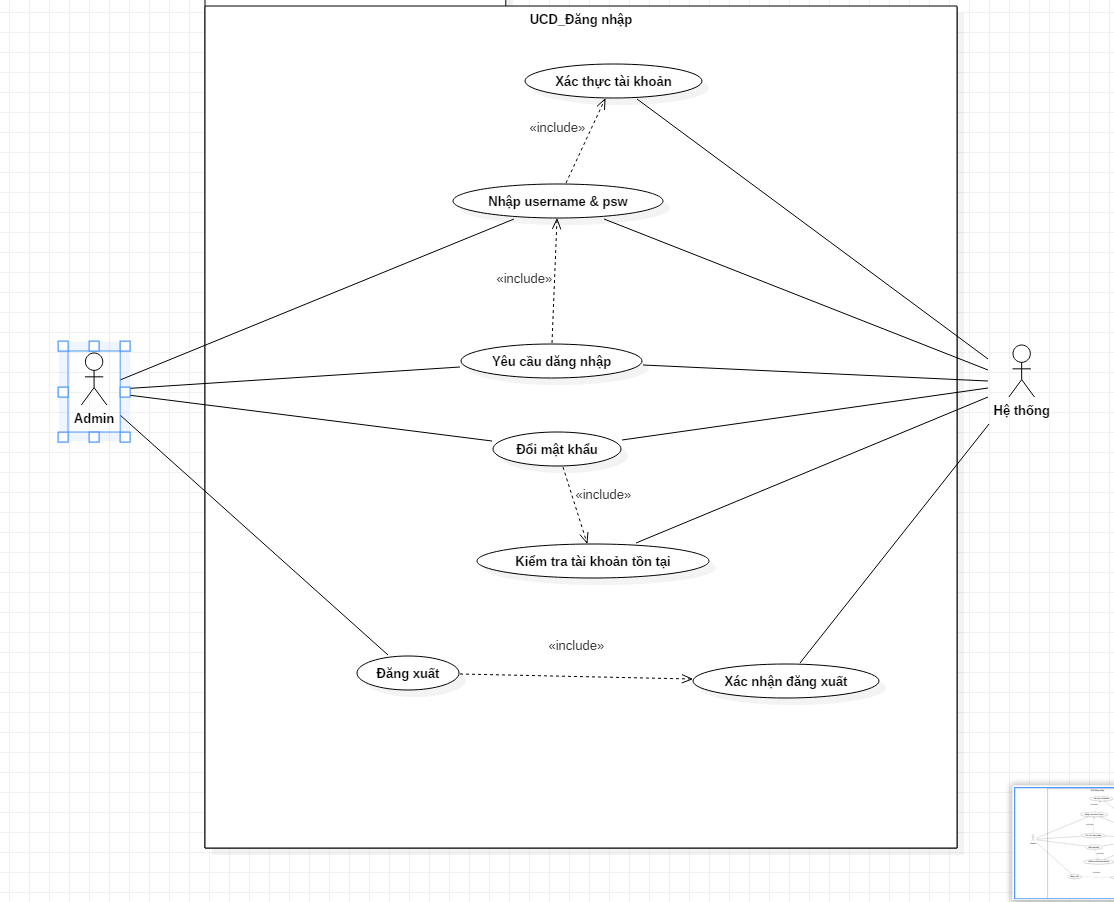 UCD_Đăng nhập
Xác thực tài khoản
«include»
Nhập username & psw
«include»
Yêu cầu dăng nhập
Admin
Hệ thống
Đổi mật khẩu
«include»
Kiểm tra tài khoản tồn tại
«include»
Đăng xuất
Xác nhận đăng xuất